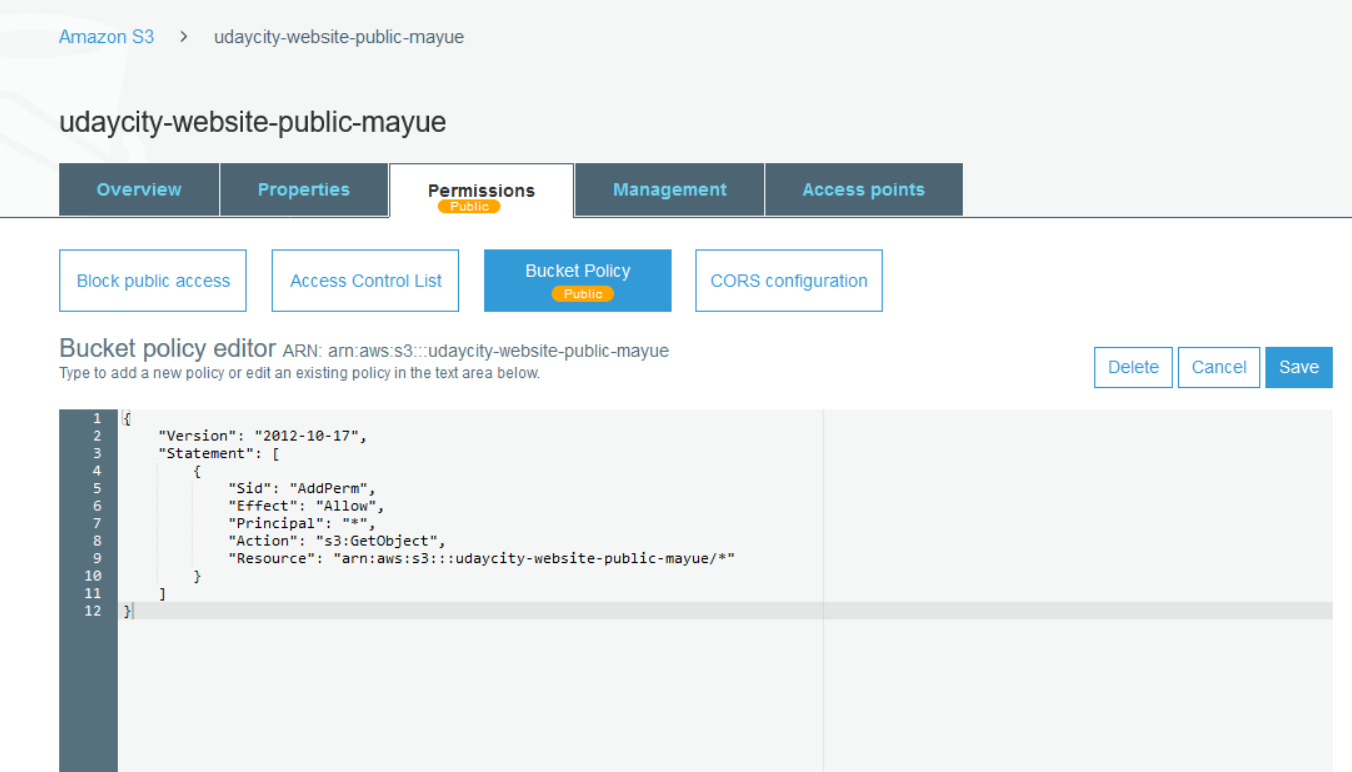 Amazon S3 > udaycity-website-public-mayue
udaycity-website-public-mayue
Overview Properties Permissions Management Access points
Public
Block public access Access Control List Bucket Policy CORS configuration
Public
Bucket policy editor ARN: arn:aws:s3:::udaycity-website-public-mayue
Type to add a new policy or edit an existing policy in the text area below.
Delete Cancel Save
1 {
2 "Version": "2012-10-17",
3 "Statement": [
4 {
5 "Sid": "AddPerm",
6 "Effect": "Allow",
7 "Principal": "*",
8 "Action": "s3:GetObject",
9 "Resource": "arn:aws:s3:::udaycity-website-public-mayue/*"
10 }
11 ]
12 }